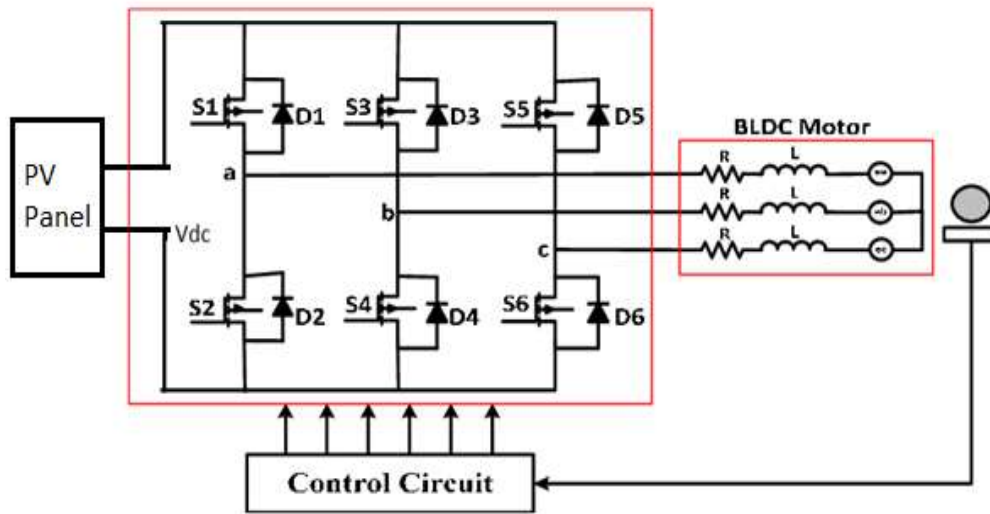 S1
D1
S3
D3
S5
D5
BLDC Motor
PV
Panel
a
R
L
b
R
L
Vdc
c
R
L
S2
D2
S4
D4
S6
D6
Control Circuit